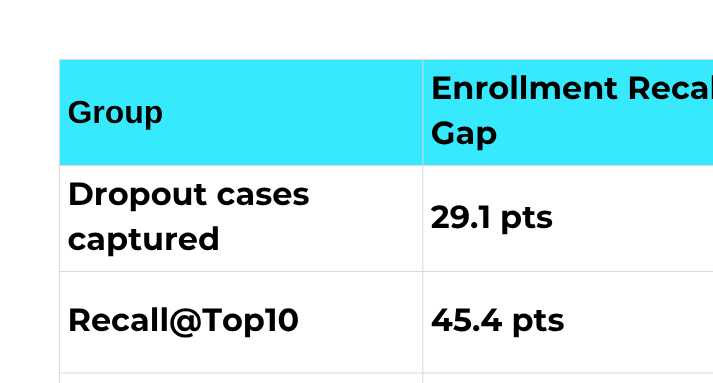 Group
Enrollment Recal
Gap
Dropout cases
captured
29.1 pts
Recall@Top10
45.4 pts